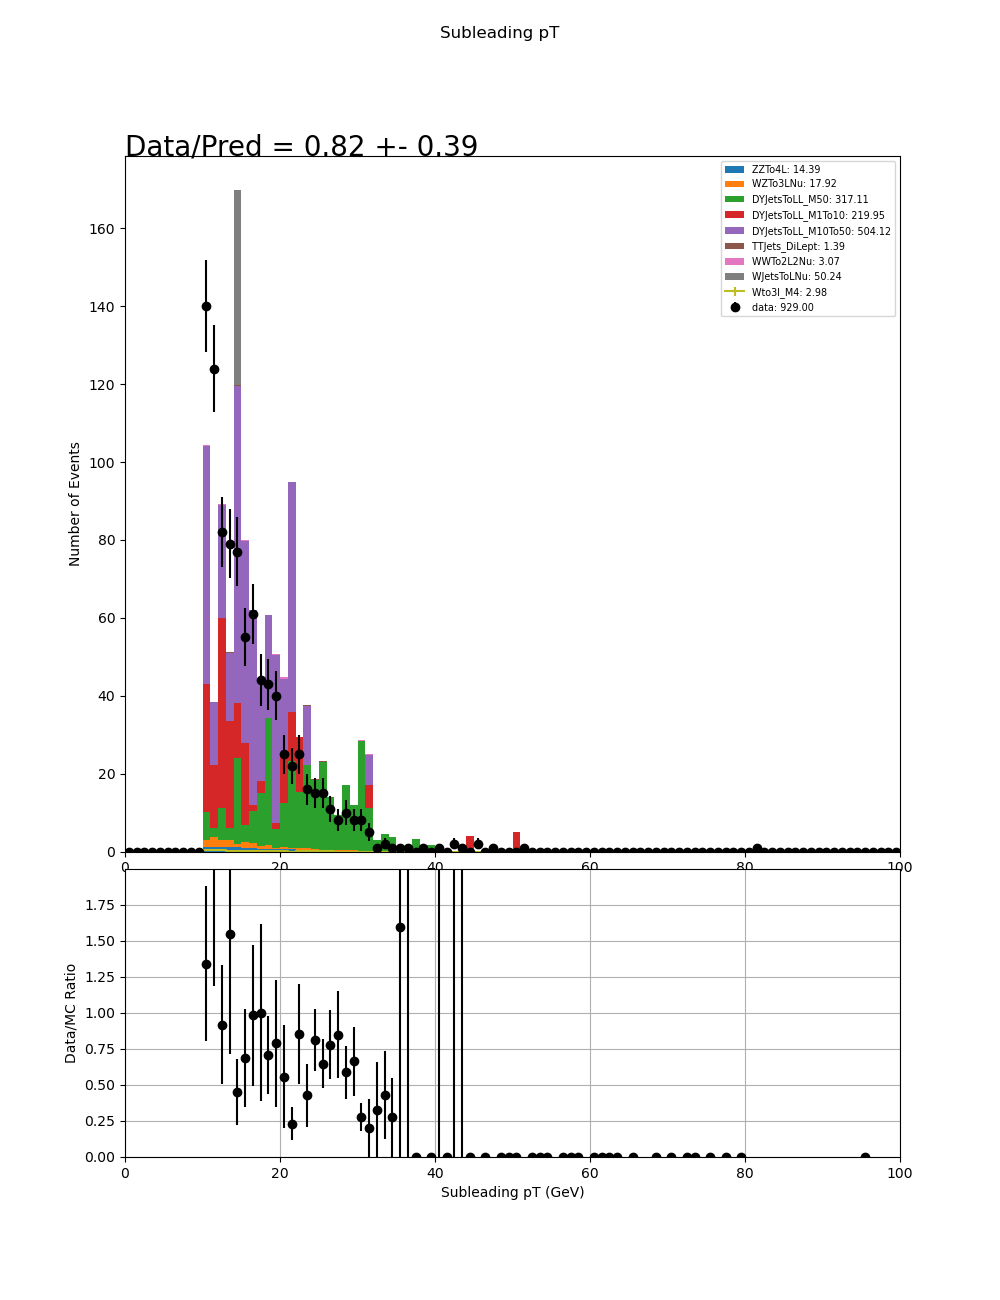 Subleading pT
Data/Pred = 0.82 +- 0.39
ZZTo4L: 14.39
WZTo3LNu: 17.92
DYJetsToLL_M50: 317.11
DYJetsToLL_M1To10: 219.95
DYJetsToLL_M10To50: 504.12
TTJets_DiLept: 1.39
WWTo2L2Nu: 3.07
WJetsToLNu: 50.24
Wto3l_M4: 2.98
data: 929.00
160
140
120
100
80
60
40
20
0
Number of Events
0 20 40 60 80 100
1.75
1.50
1.25
1.00
0.75
0.50
0.25
0.00
Data/MC Ratio
0 20 40 60 80 100
Subleading pT (GeV)